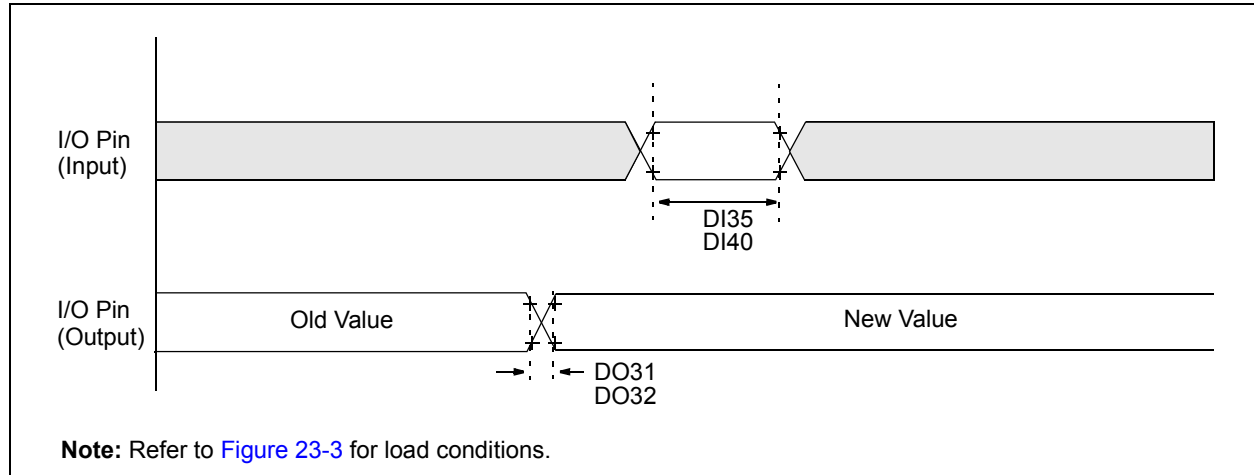 I/O Pin
(Input)
DI35
DI40
I/O Pin
(Output)
Old Value
New Value
DO31
DO32
Note: Refer to Figure 23-3 for load conditions.